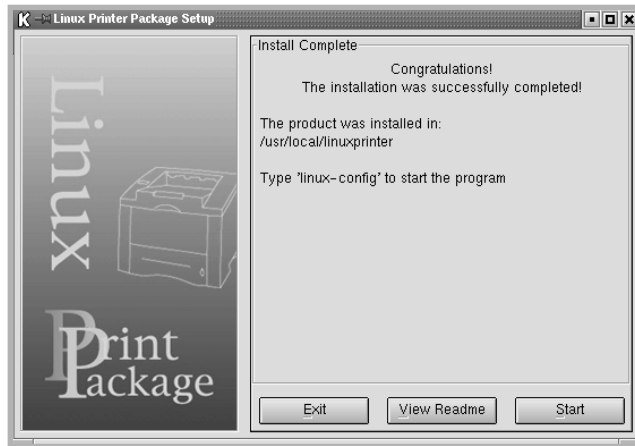 Linux Printer Package Setup
Linux
Print
Package
Install Complete
Congratulations!
The installation was successfully completed!
The product was installed in:
/usr/local/linuxprinter
Type 'linux-config' to start the program
Exit
View Readme
Start